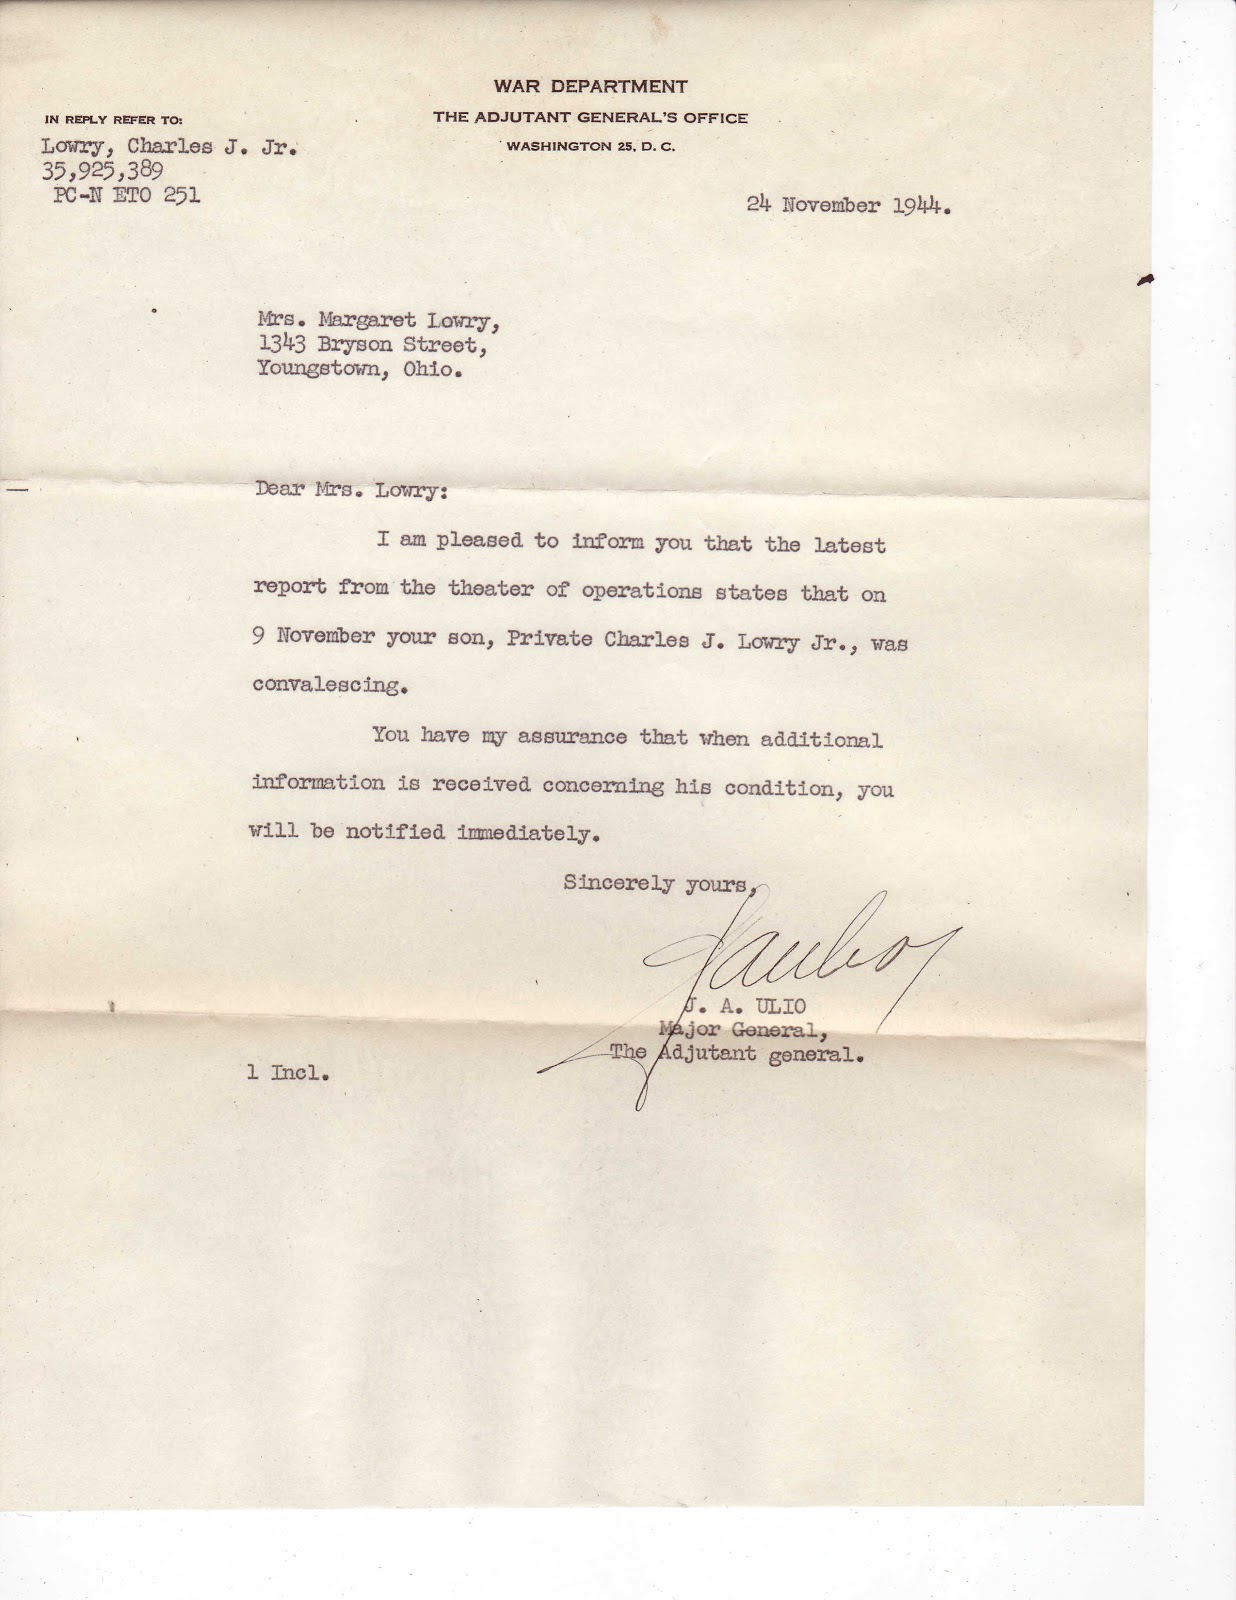 WAR DEPARTMENT
THE ADJUTANT GENERAL'S OFFICE
WASHINGTON 25, D. C.
IN REPLY REFER TO:
Lowry, Charles J. Jr.
35,925,389
PC-N ETO 251
24 November 1944.
Mrs. Margaret Lowry,
1343 Bryson Street,
Youngstown, Ohio.
Dear Mrs. Lowry:
I am pleased to inform you that the latest
report from the theater of operations states that on
9 November your son, Private Charles J. Lowry Jr., was
convalescing.
You have my assurance that when additional
information is received concerning his condition, you
will be notified immediately.
Sincerely yours,
J. A. ULIO
Major General,
The Adjutant general.
1 Incl.